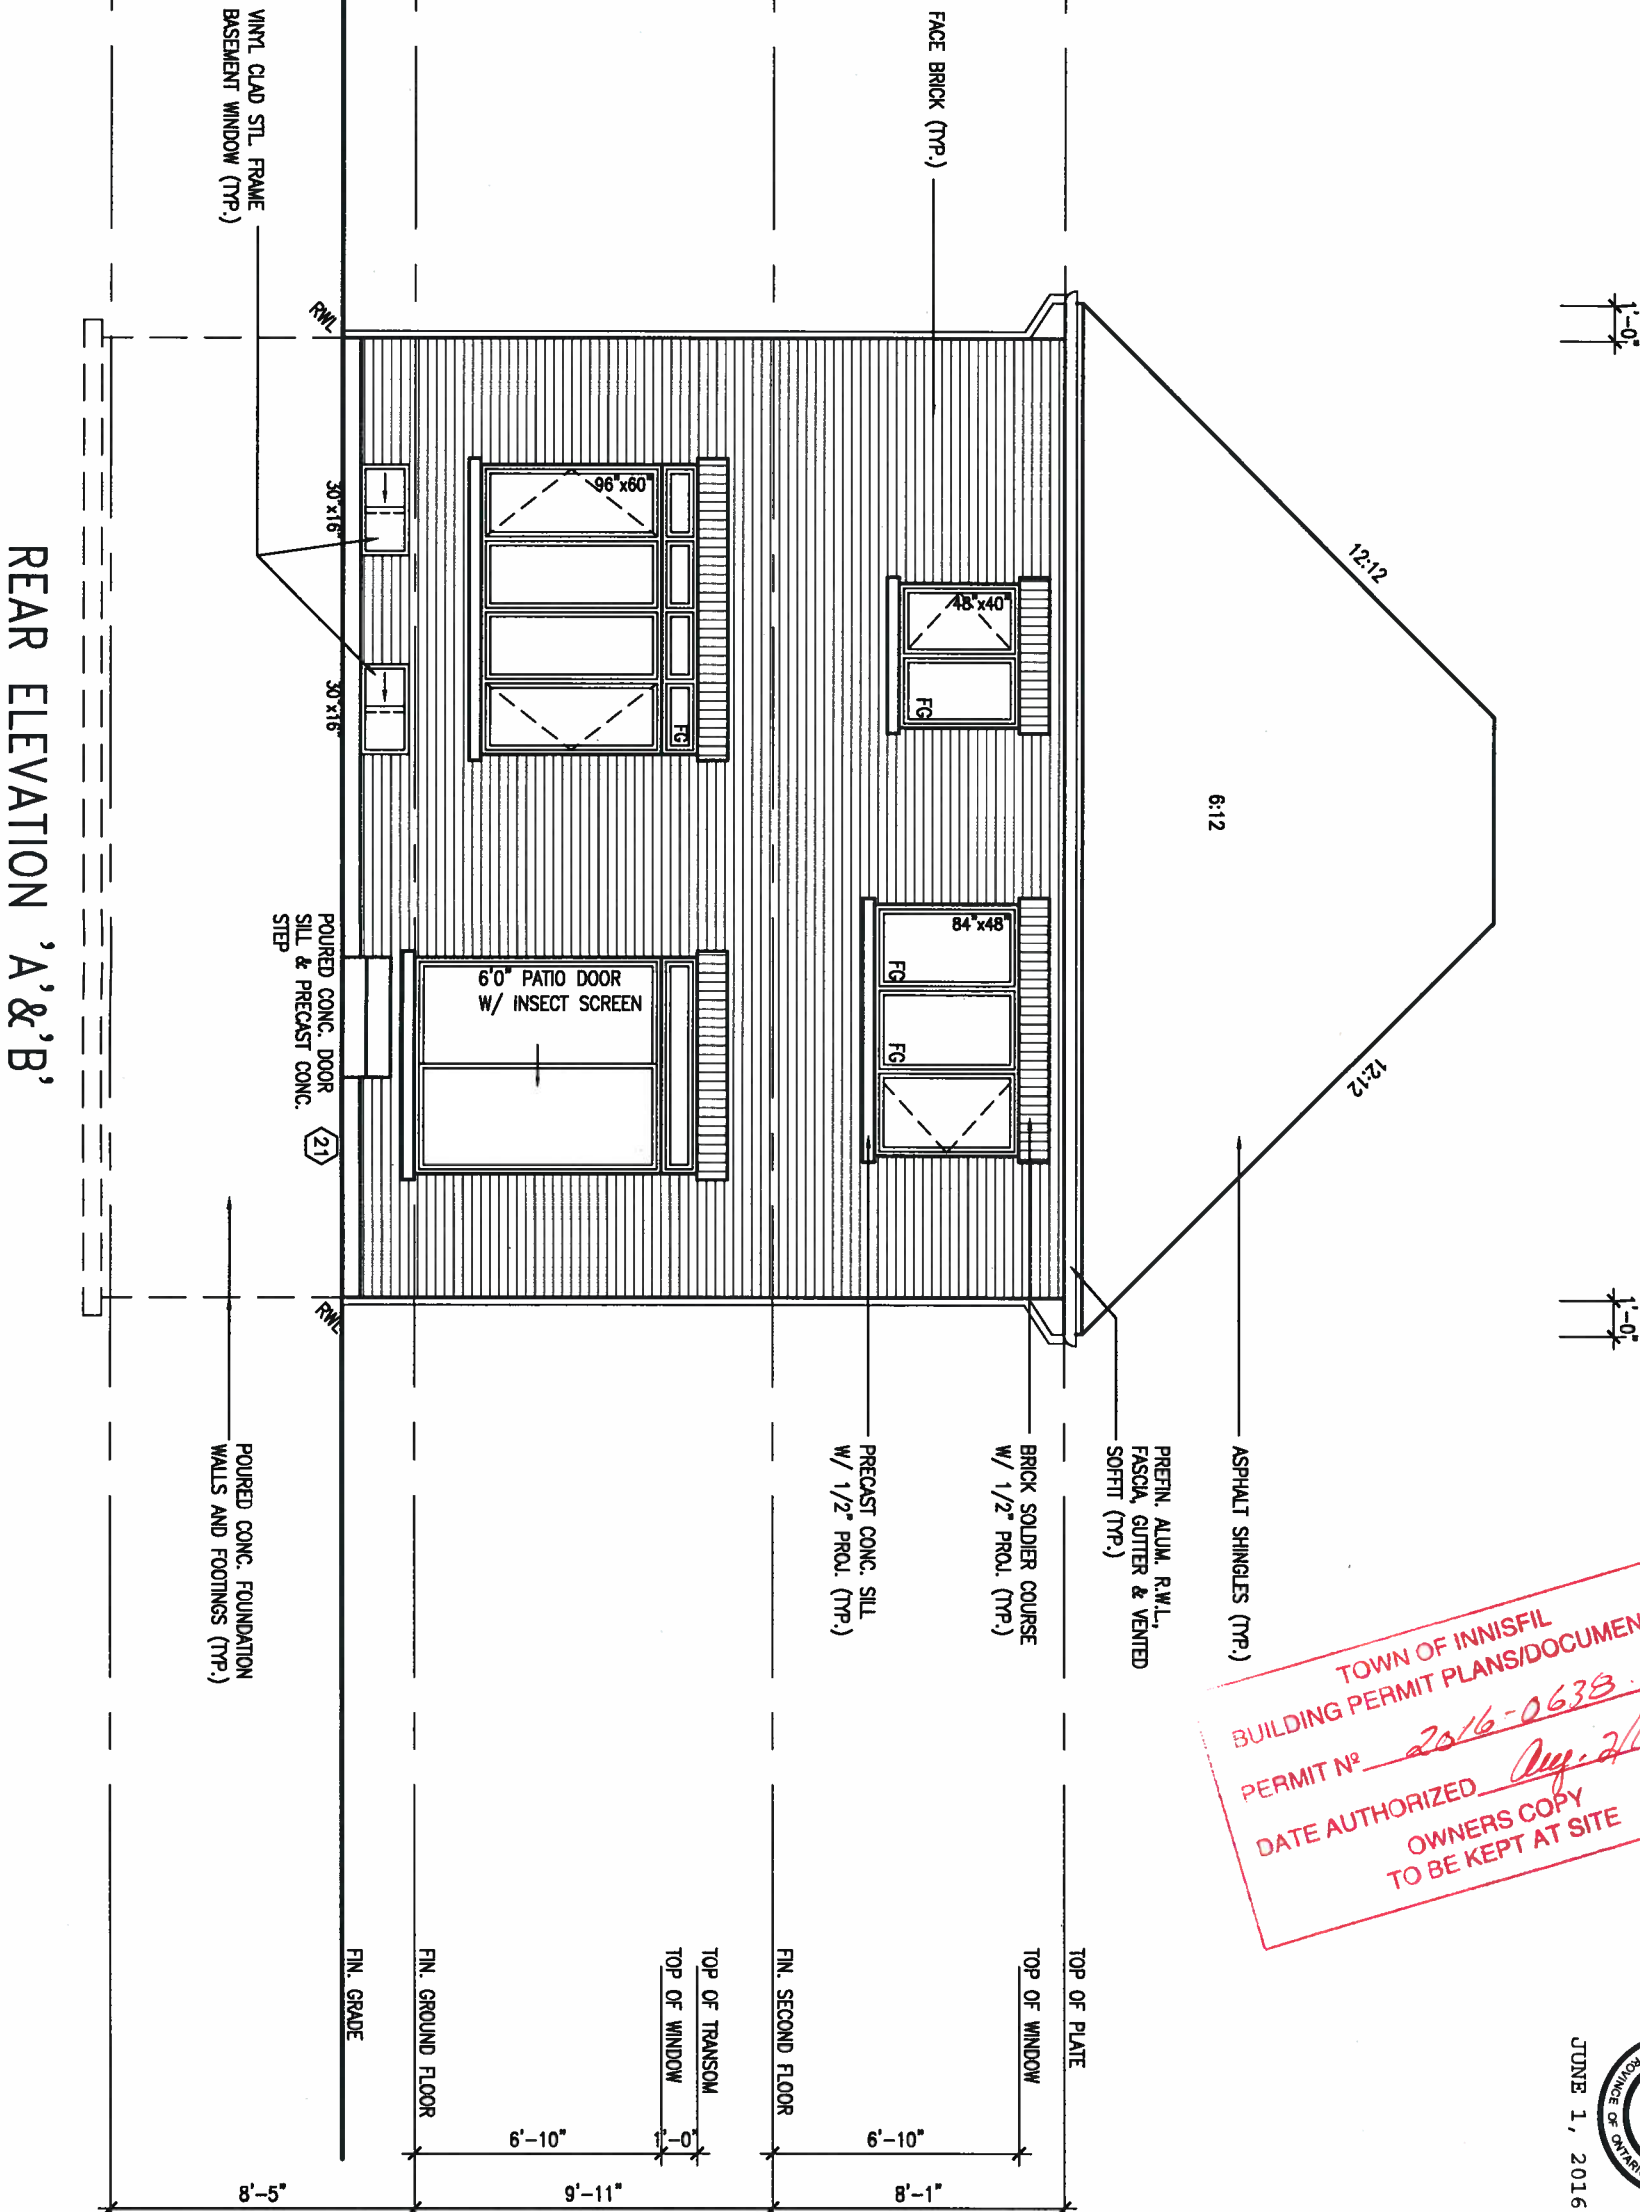 1'-0"
1'-0"
12:12
6:12
12:12
FACE BRICK (TYP.)
VINYL CLAD STL. FRAME
BASEMENT WINDOW (TYP.)
RWL
RWL
48"x40"
FG
84"x48"
FG
FG
96"x60"
FG
6'0" PATIO DOOR
W/ INSECT SCREEN
30"x16"
30"x16"
POURED CONC. DOOR
SILL & PRECAST CONC.
STEP
21
ASPHALT SHINGLES (TYP.)
PREFIN. ALUM. R.W.L.,
FASCIA, GUTTER & VENTED
SOFFIT (TYP.)
BRICK SOLDIER COURSE
W/ 1/2" PROJ. (TYP.)
PRECAST CONC. SILL
W/ 1/2" PROJ. (TYP.)
POURED CONC. FOUNDATION
WALLS AND FOOTINGS (TYP.)
TOP OF PLATE
TOP OF WINDOW
FIN. SECOND FLOOR
TOP OF TRANSOM
TOP OF WINDOW
FIN. GROUND FLOOR
FIN. GRADE
6'-10"
1'-0"
6'-10"
8'-1"
9'-11"
8'-5"
REAR ELEVATION 'A'&'B'
TOWN OF INNISFIL
BUILDING PERMIT PLANS/DOCUMEN
PERMIT Nº 2016-0638
DATE AUTHORIZED Aug. 2/
OWNERS COPY
TO BE KEPT AT SITE
ROVINCE OF ONTARI
JUNE 1, 2016